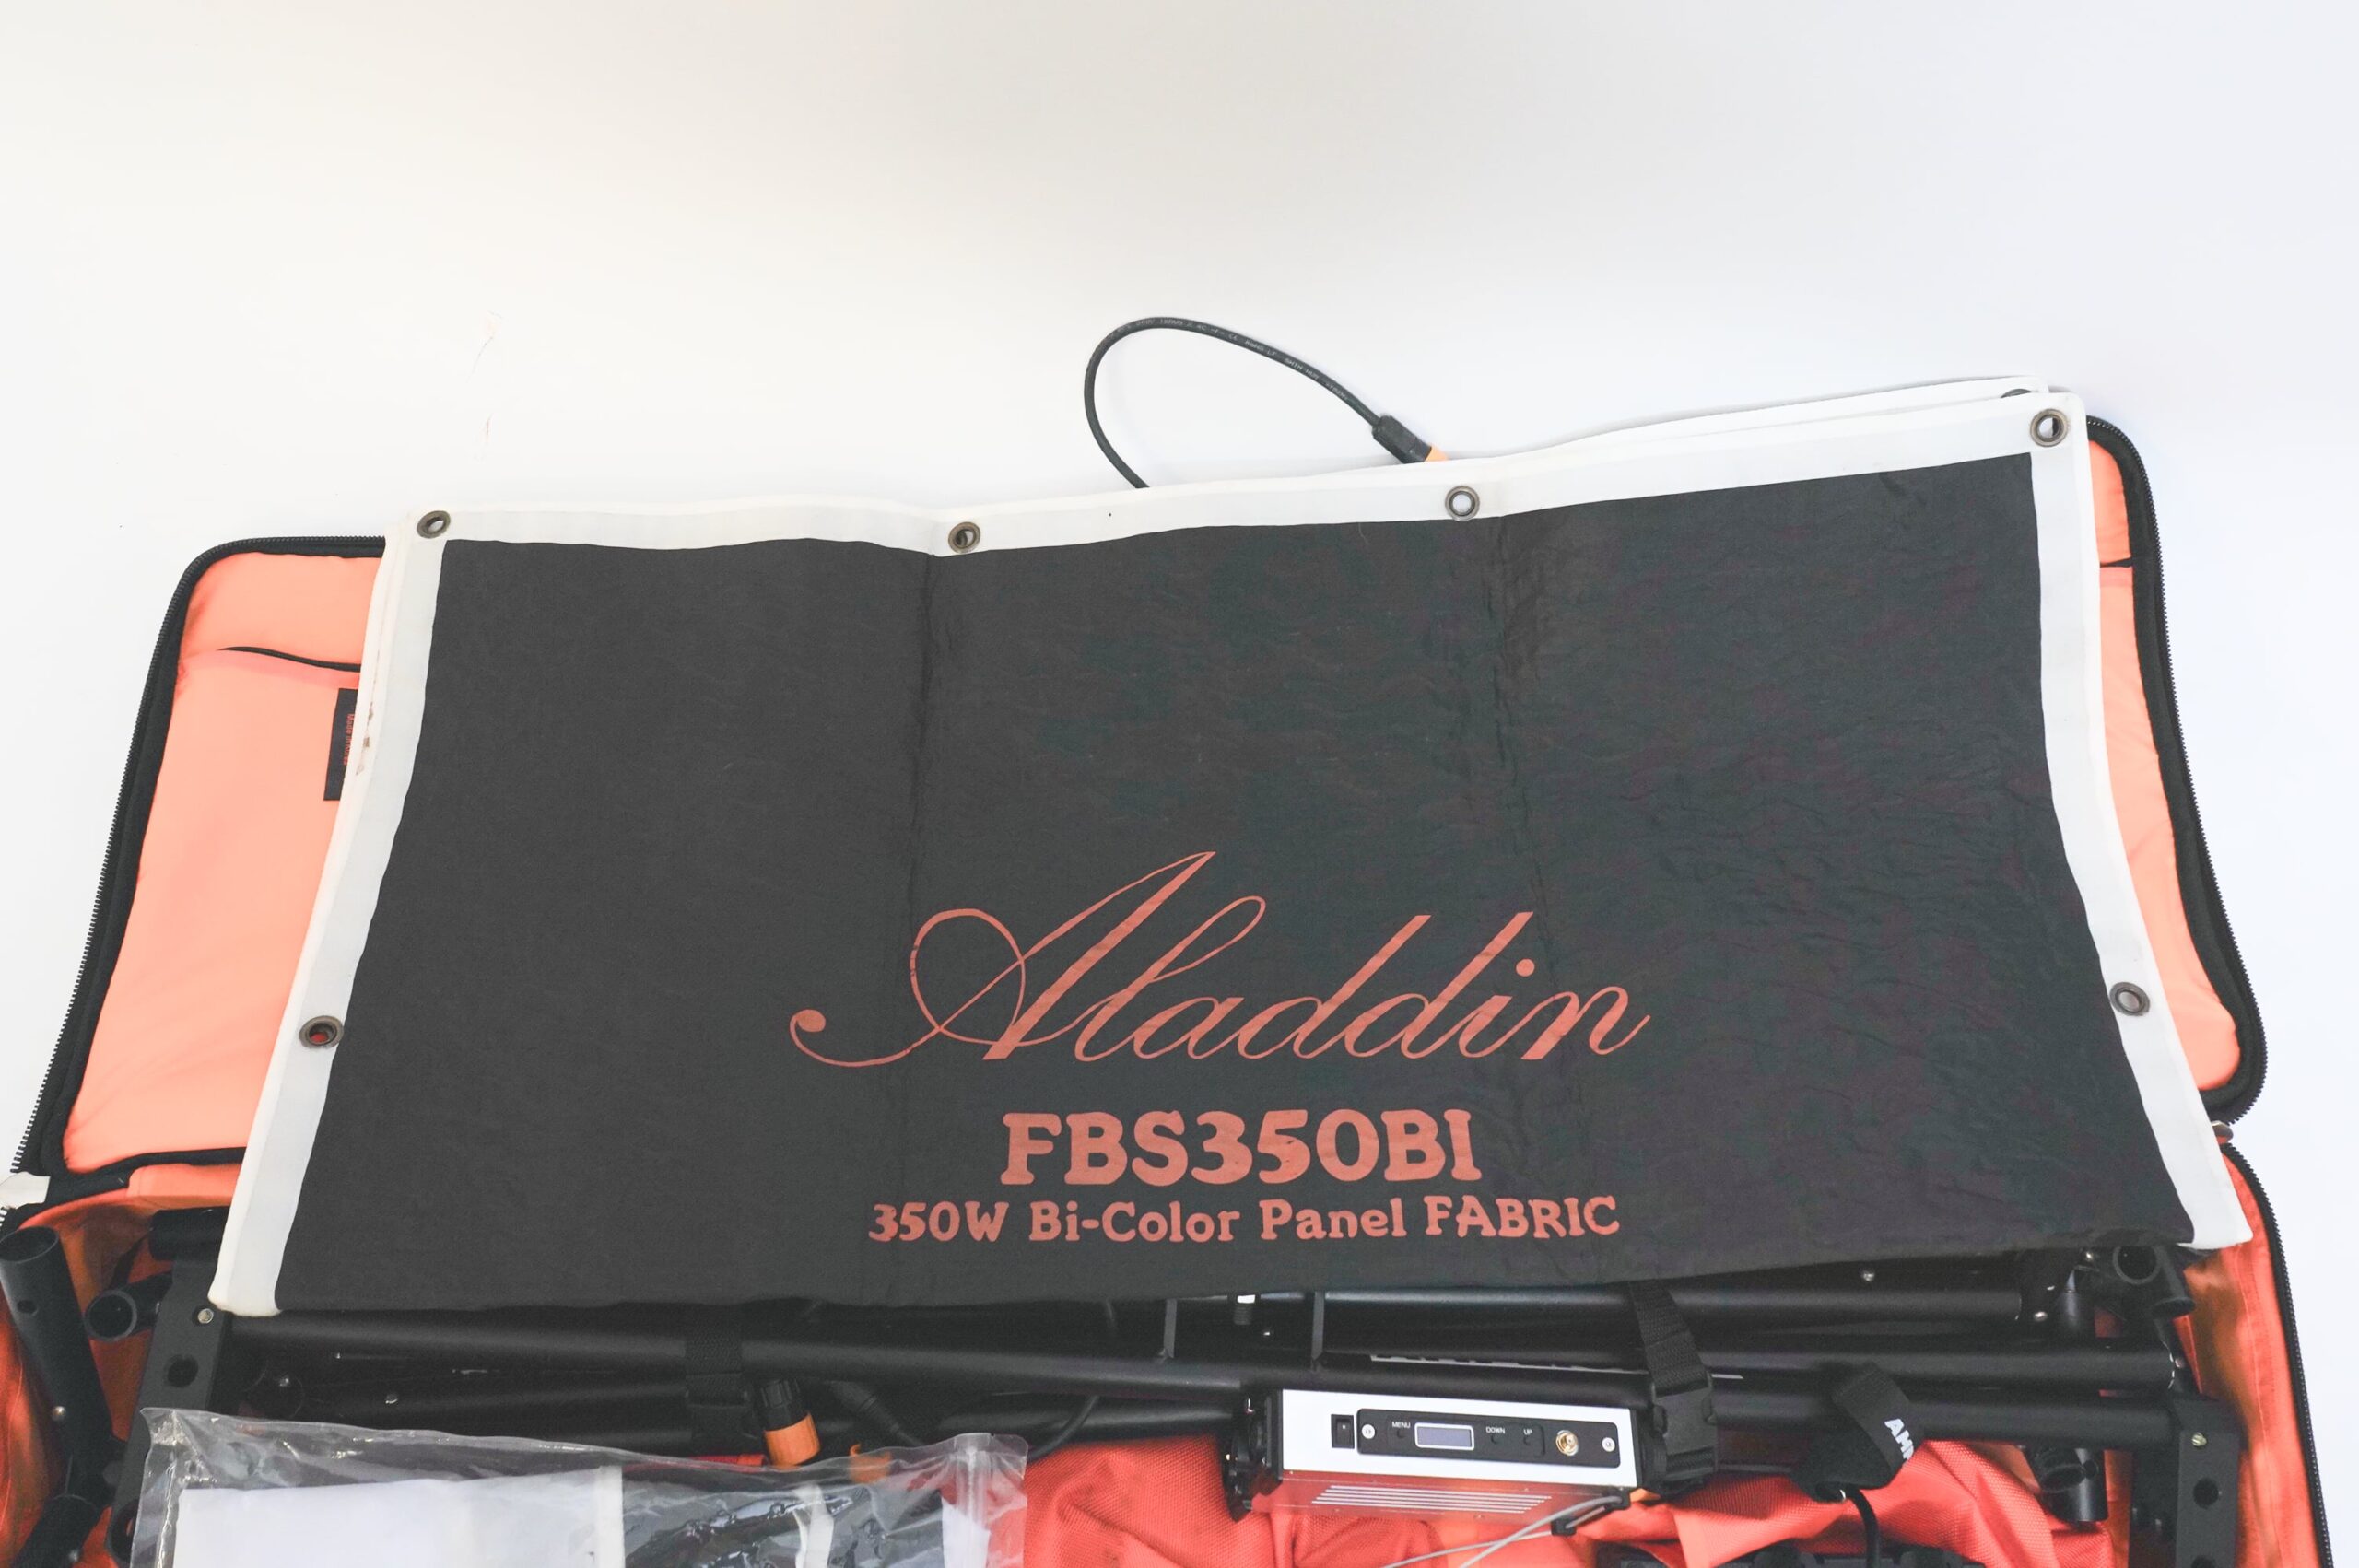 Aladdin
FBS350BI
350W Bi-Color Panel FABRIC
MENU
DOWN
UP